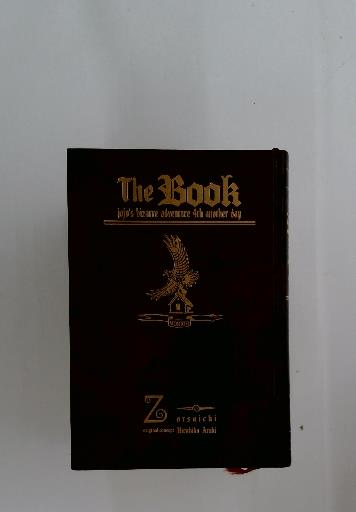 The Book
jojo's bizarre adventure 4th another day
Z
otsuichi
original concept Hirohiko Araki